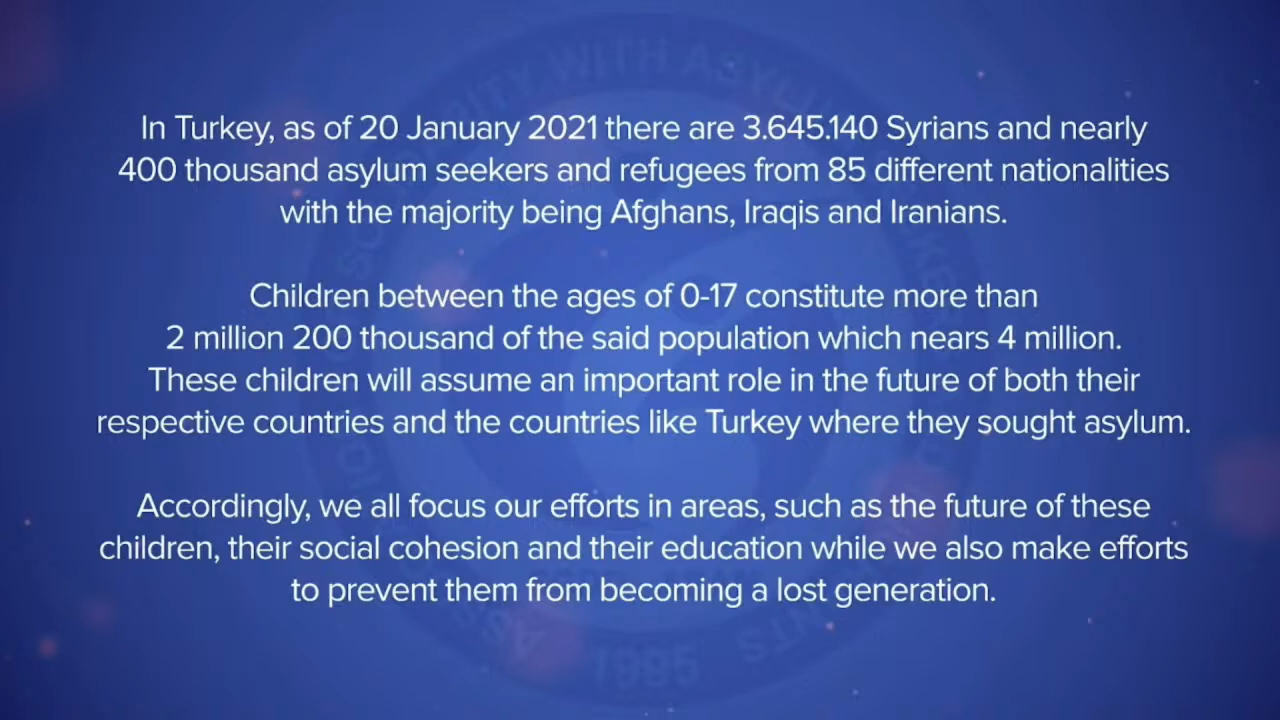 In Turkey, as of 20 January 2021 there are 3.645.140 Syrians and nearly
400 thousand asylum seekers and refugees from 85 different nationalities
with the majority being Afghans, Iraqis and Iranians.
Children between the ages of 0-17 constitute more than
2 million 200 thousand of the said population which nears 4 million.
These children will assume an important role in the future of both their
respective countries and the countries like Turkey where they sought asylum.
Accordingly, we all focus our efforts in areas, such as the future of these
children, their social cohesion and their education while we also make efforts
to prevent them from becoming a lost generation.
WITH
1995